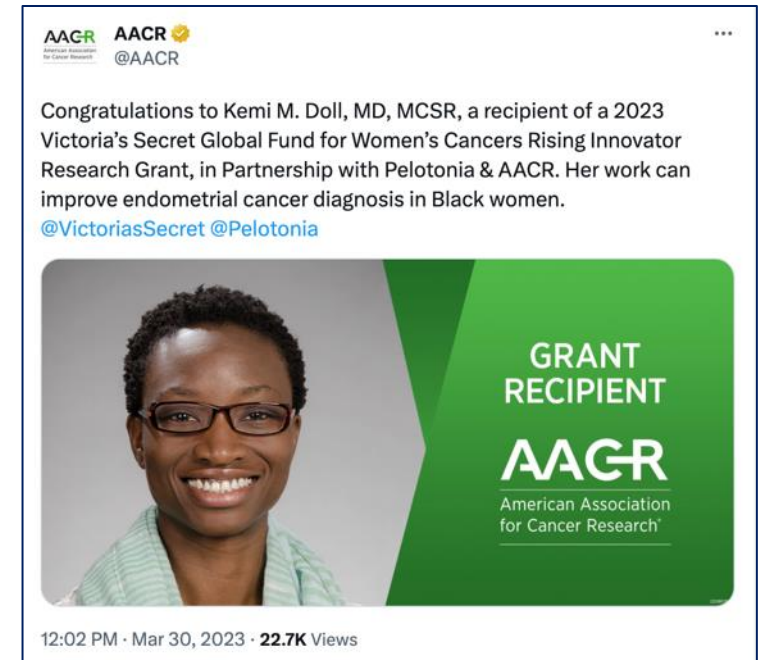 AACR
American Association
for Cancer Research
AACR
@AACR
Congratulations to Kemi M. Doll, MD, MCSR, a recipient of a 2023
Victoria’s Secret Global Fund for Women’s Cancers Rising Innovator
Research Grant, in Partnership with Pelotonia & AACR. Her work can
improve endometrial cancer diagnosis in Black women.
@VictoriasSecret @Pelotonia
GRANT
RECIPIENT
AACR
American Association
for Cancer Research®
12:02 PM · Mar 30, 2023 · 22.7K Views